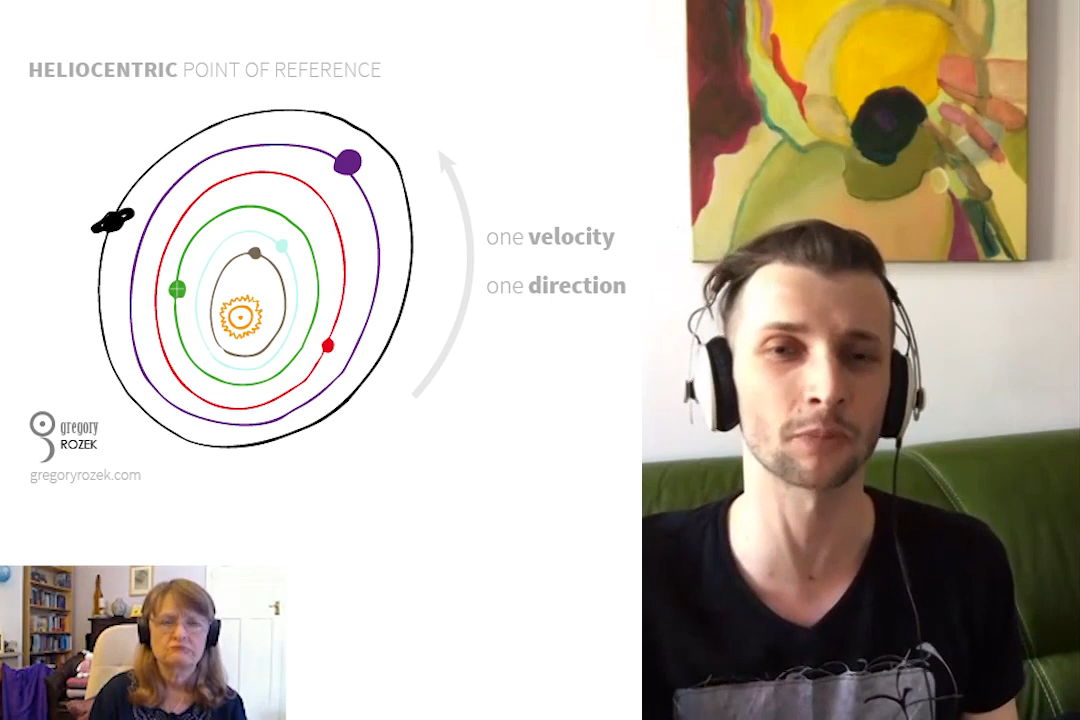 HELIOCENTRIC POINT OF REFERENCE
one velocity
one direction
gregory
ROZEK
gregoryrozek.com